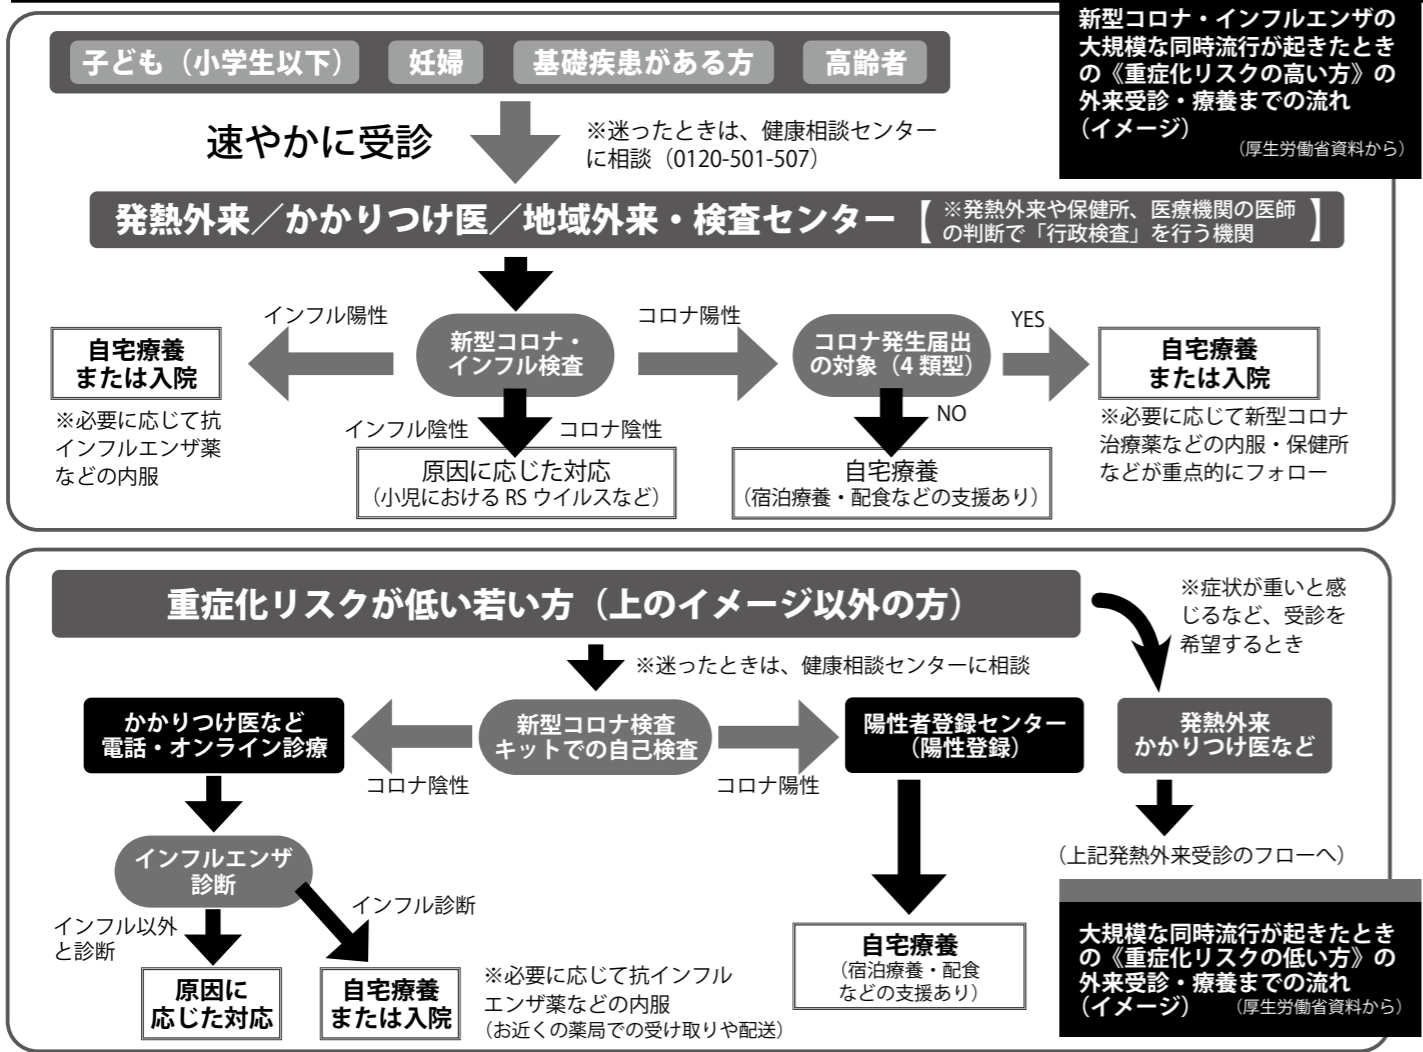 新型コロナ・インフルエンザの
大規模な同時流行が起きたとき
の《重症化リスクの高い方》の
外来受診・療養までの流れ
（イメージ）
（厚生労働省資料から）
子ども（小学生以下）
妊婦
基礎疾患がある方
高齢者
速やかに受診
※迷ったときは、健康相談センター
に相談（0120-501-507）
発熱外来／かかりつけ医／地域外来・検査センター
【※発熱外来や保健所、医療機関の医師
の判断で「行政検査」を行う機関】
インフル陽性
新型コロナ・
インフル検査
コロナ陽性
コロナ発生届出
の対象（4 類型）
YES
自宅療養
または入院
※必要に応じて抗
インフルエンザ薬
などの内服
インフル陰性
コロナ陰性
原因に応じた対応
（小児における RS ウイルスなど）
NO
自宅療養
（宿泊療養・配食などの支援あり）
自宅療養
または入院
※必要に応じて新型コロナ
治療薬などの内服・保健所
などが重点的にフォロー
重症化リスクが低い若い方（上のイメージ以外の方）
※症状が重いと感
じるなど、受診を
希望するとき
※迷ったときは、健康相談センターに相談
かかりつけ医など
電話・オンライン診療
コロナ陰性
新型コロナ検査
キットでの自己検査
コロナ陽性
陽性者登録センター
（陽性登録）
発熱外来
かかりつけ医など
（上記発熱外来受診のフローへ）
インフルエンザ
診断
インフル以外
と診断
インフル診断
原因に
応じた対応
自宅療養
または入院
※必要に応じて抗インフル
エンザ薬などの内服
（お近くの薬局での受け取りや配送）
自宅療養
（宿泊療養・配食
などの支援あり）
大規模な同時流行が起きたとき
の《重症化リスクの低い方》の
外来受診・療養までの流れ
（イメージ）
（厚生労働省資料から）